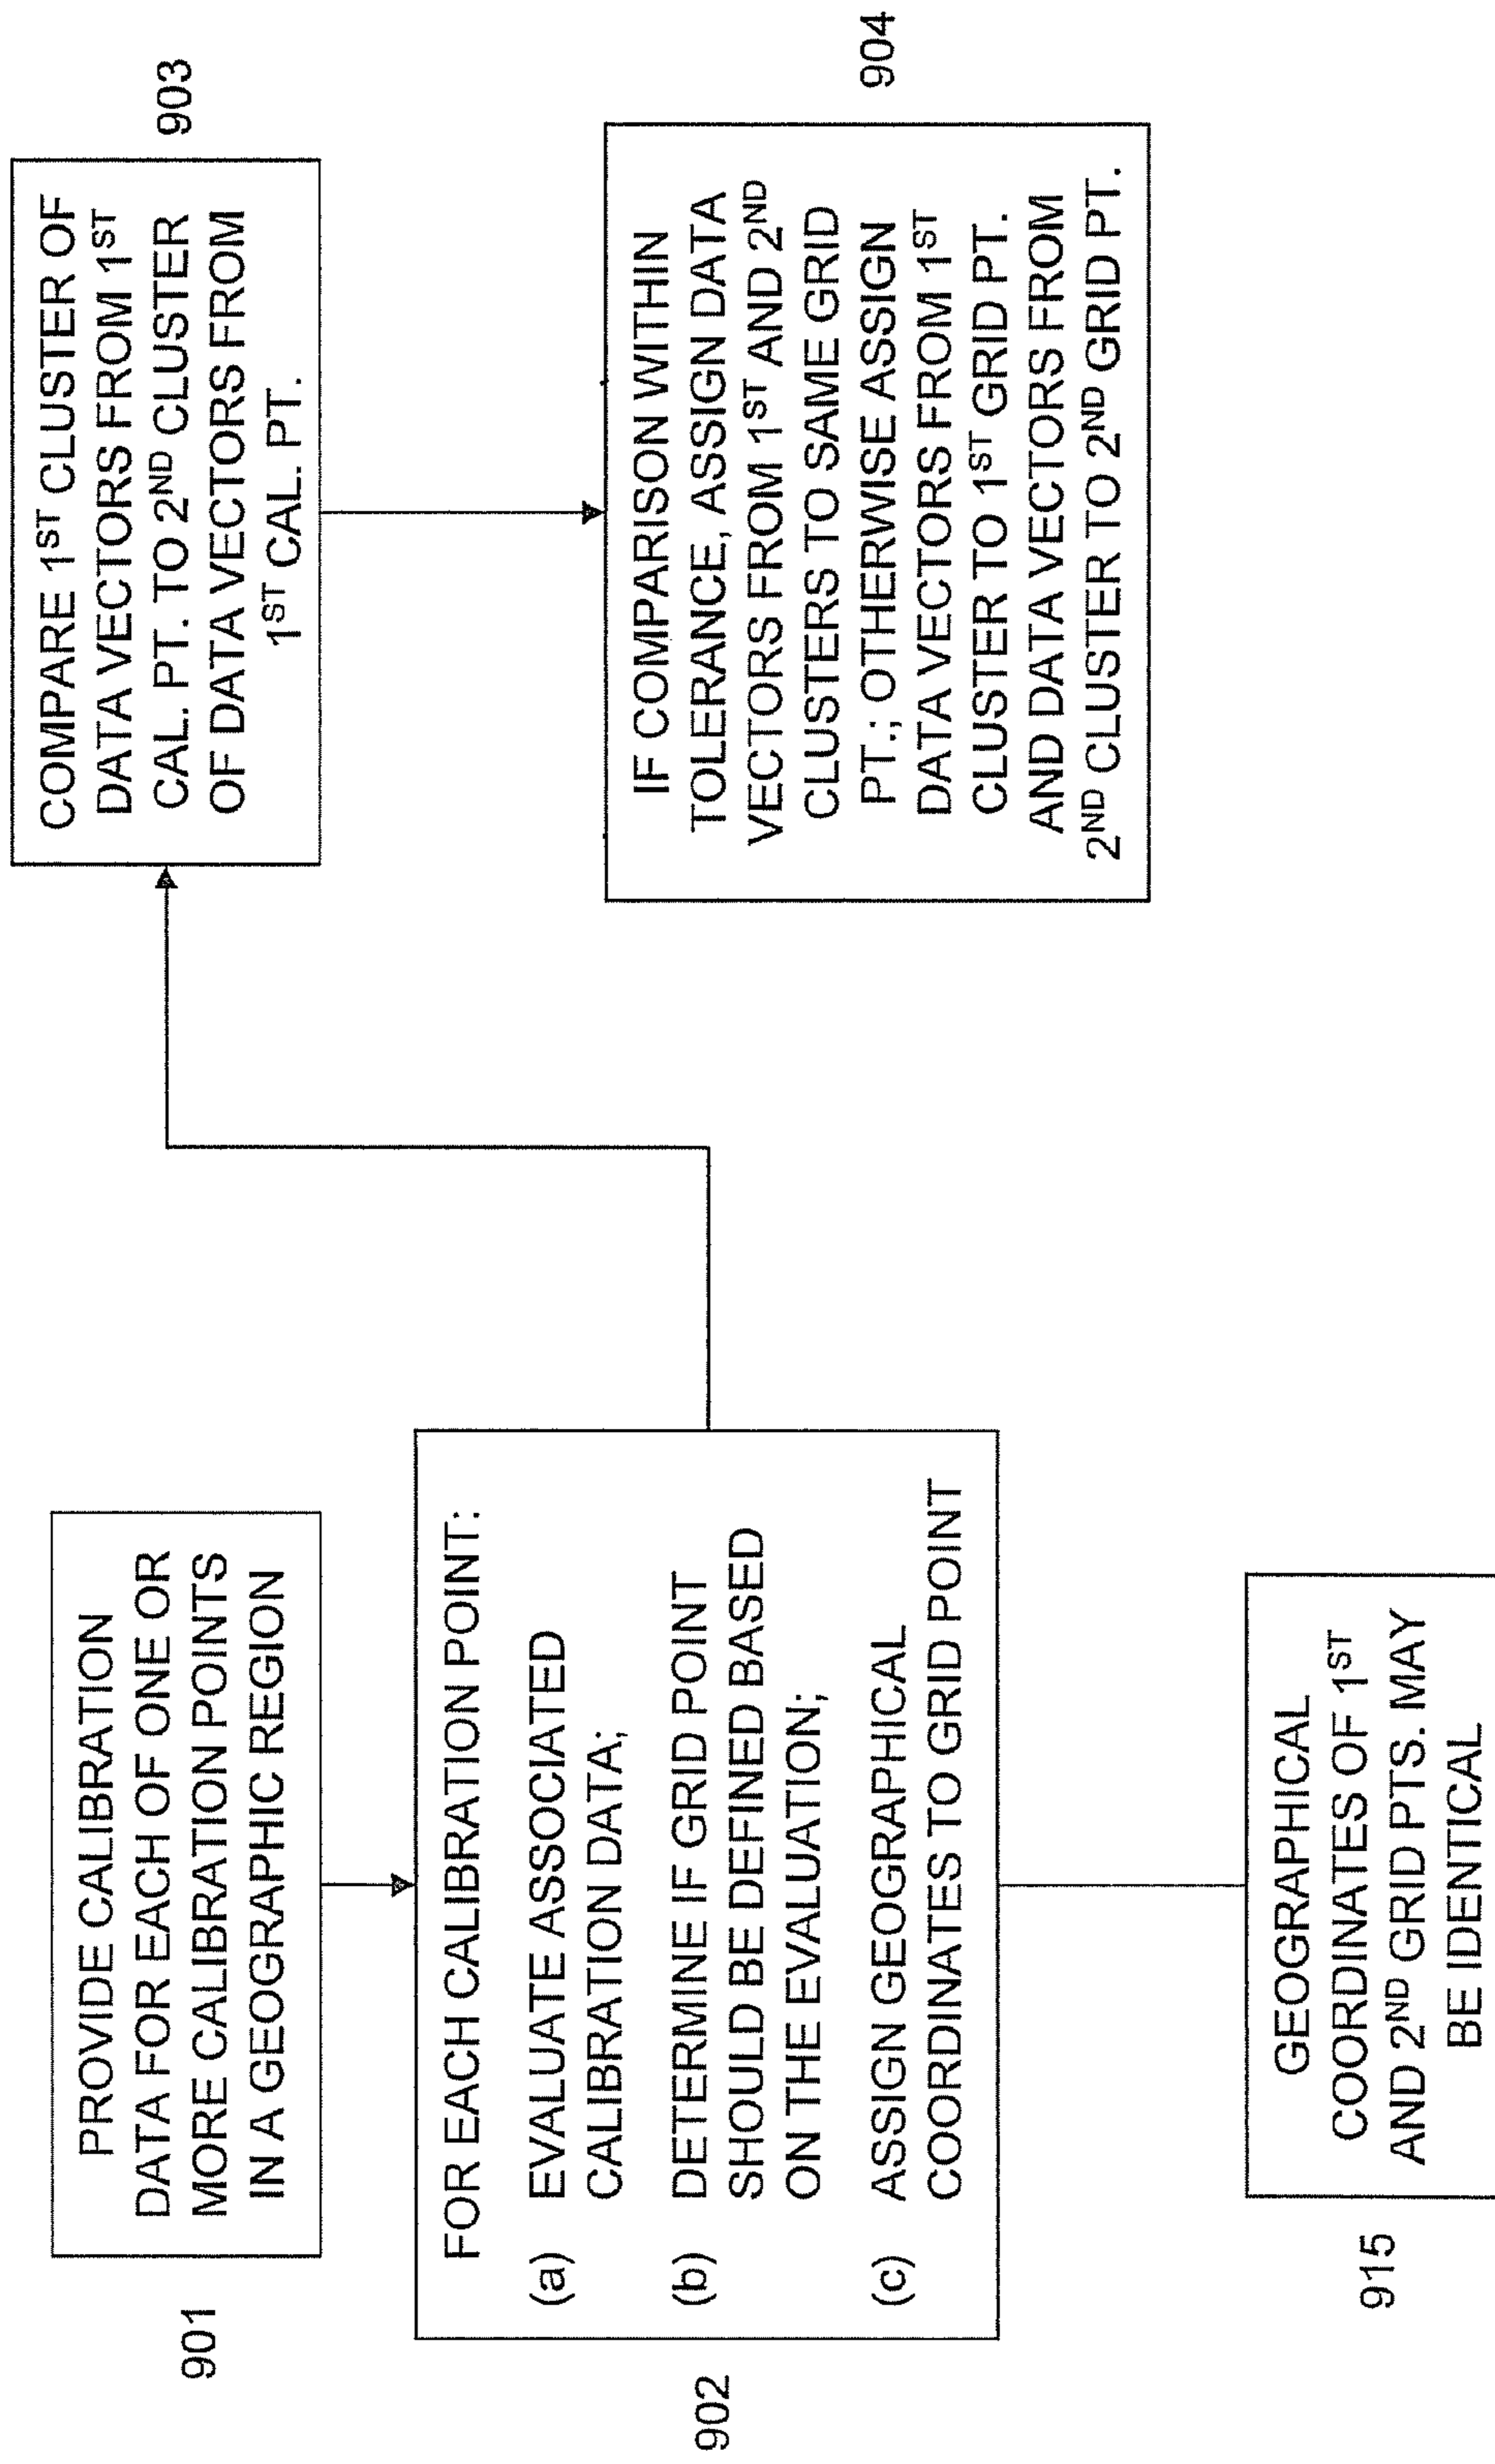 901
PROVIDE CALIBRATION
DATA FOR EACH OF ONE OR
MORE CALIBRATION POINTS
IN A GEOGRAPHIC REGION
902
FOR EACH CALIBRATION POINT:
(a) EVALUATE ASSOCIATED
CALIBRATION DATA;
(b) DETERMINE IF GRID POINT
SHOULD BE DEFINED BASED
ON THE EVALUATION;
(c) ASSIGN GEOGRAPHICAL
COORDINATES TO GRID POINT
915
GEOGRAPHICAL
COORDINATES OF 1ST
AND 2ND GRID PTS. MAY
BE IDENTICAL
903
COMPARE 1ST CLUSTER OF
DATA VECTORS FROM 1ST
CAL. PT. TO 2ND CLUSTER
OF DATA VECTORS FROM
1ST CAL. PT.
904
IF COMPARISON WITHIN
TOLERANCE, ASSIGN DATA
VECTORS FROM 1ST AND 2ND
CLUSTERS TO SAME GRID
PT.; OTHERWISE ASSIGN
DATA VECTORS FROM 1ST
CLUSTER TO 1ST GRID PT.
AND DATA VECTORS FROM
2ND CLUSTER TO 2ND GRID PT.